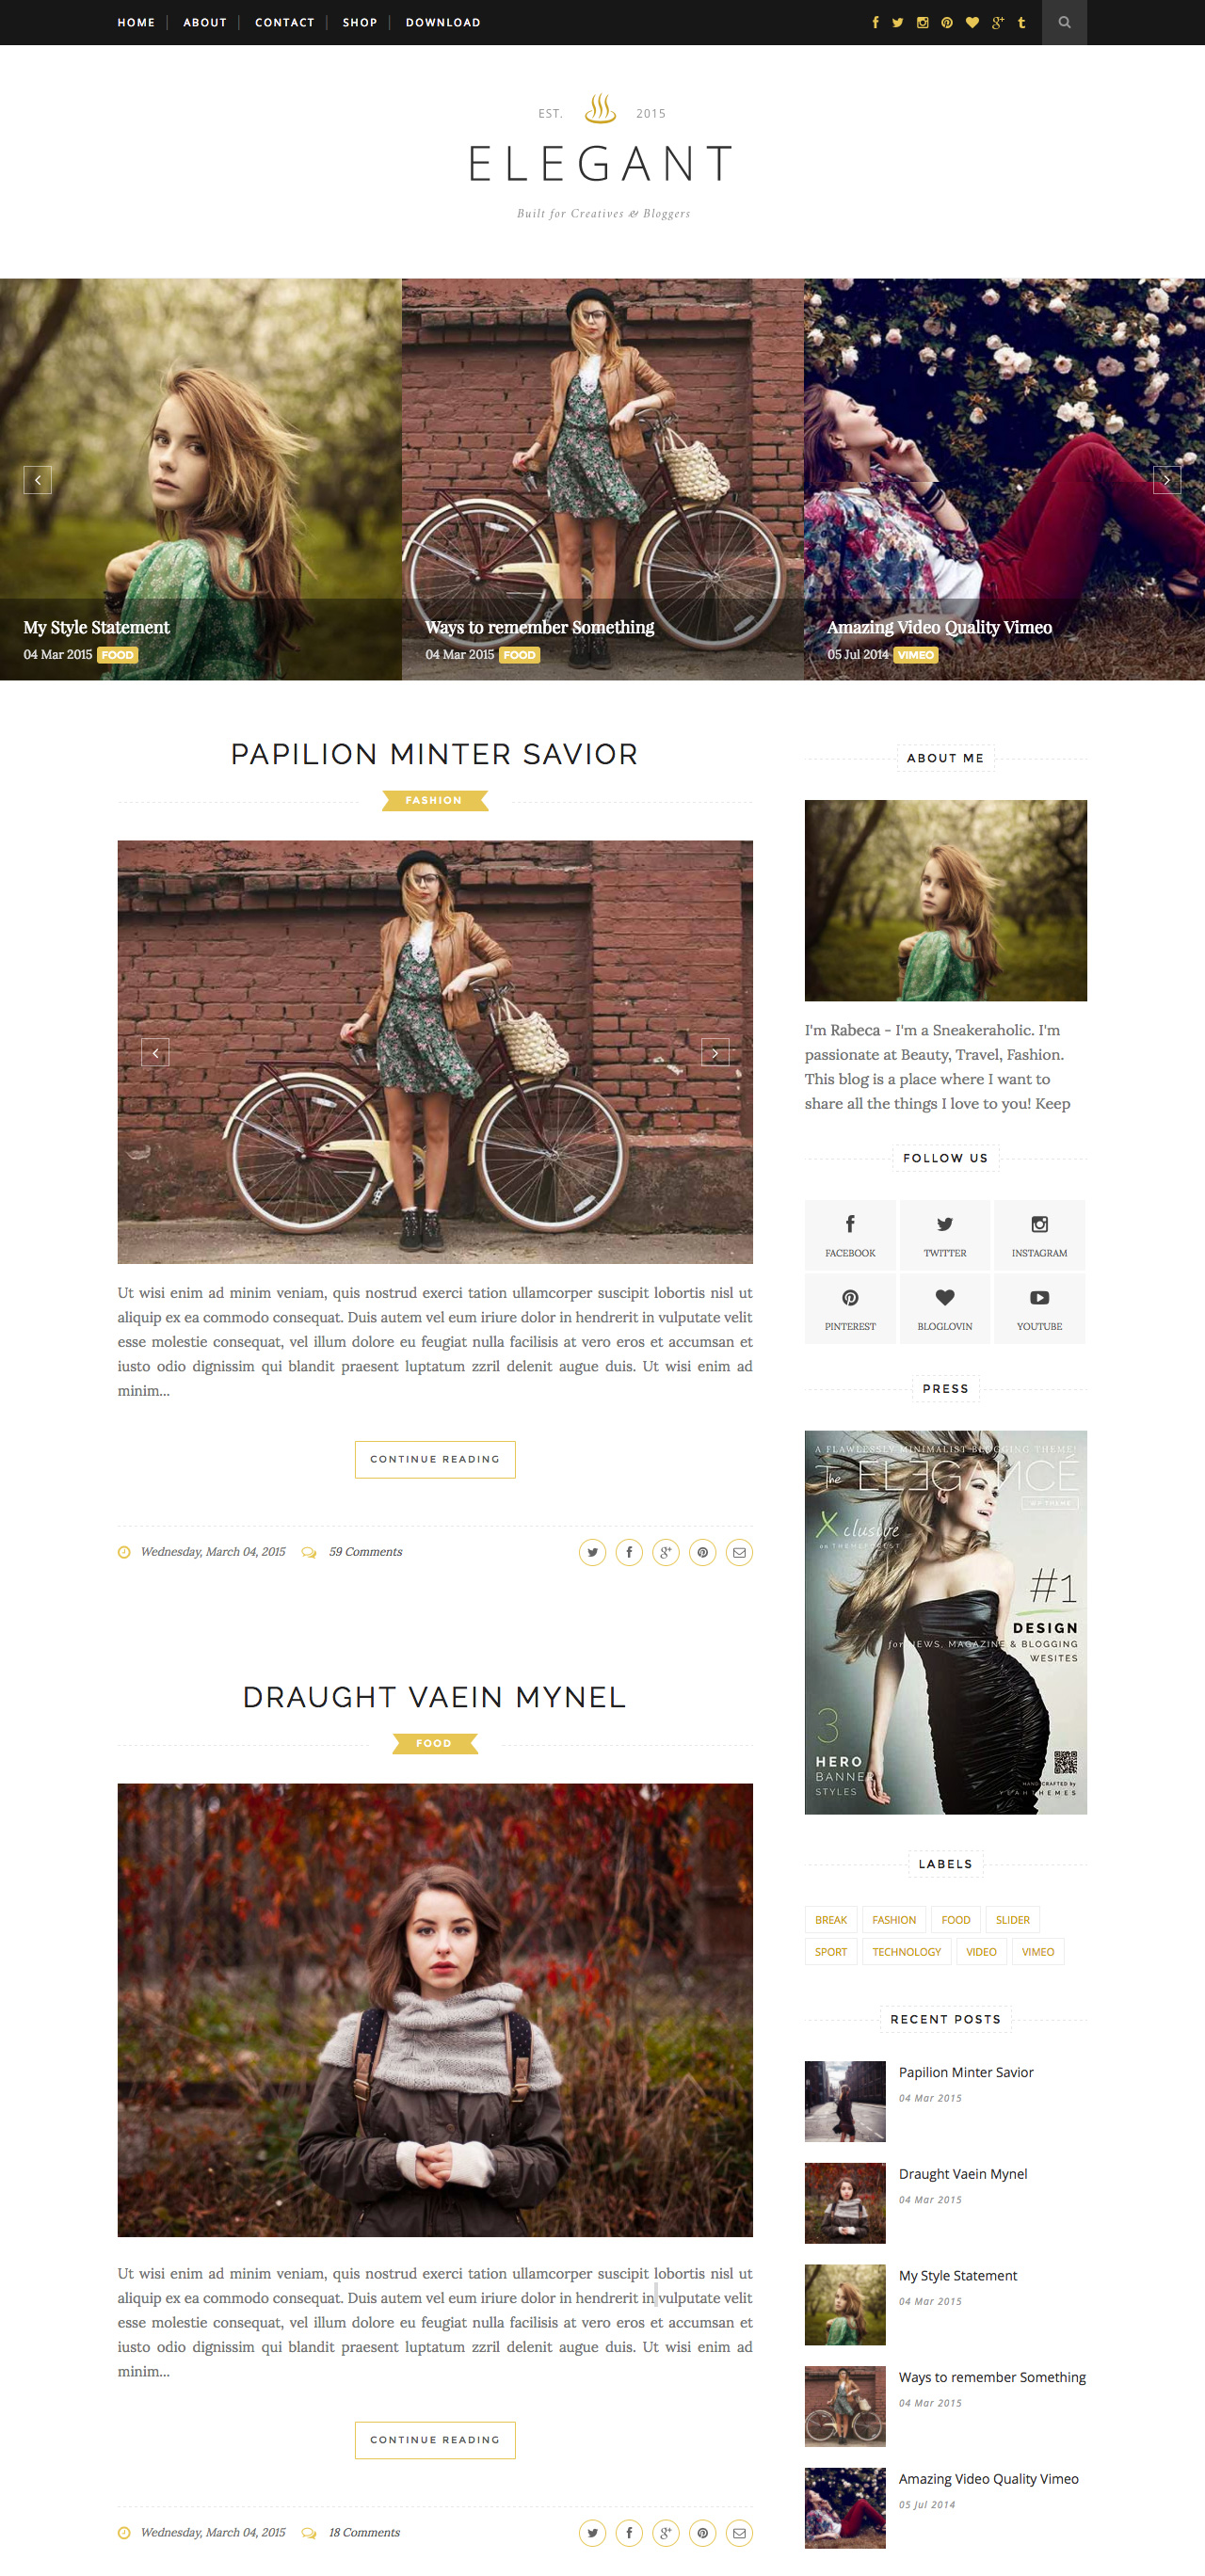 HOME
ABOUT
CONTACT
SHOP
DOWNLOAD
EST. 2015
ELEGANT
Built for Creatives & Bloggers
My Style Statement
04 Mar 2015 FOOD
Ways to remember Something
04 Mar 2015 FOOD
Amazing Video Quality Vimeo
05 Jul 2014 VIMEO
PAPILION MINTER SAVIOR
FASHION
Ut wisi enim ad minim veniam, quis nostrud exerci tation ullamcorper suscipit lobortis nisl ut
aliquip ex ea commodo consequat. Duis autem vel eum iriure dolor in hendrerit in vulputate velit
esse molestie consequat, vel illum dolore eu feugiat nulla facilisis at vero eros et accumsan et
iusto odio dignissim qui blandit praesent luptatum zzril delenit augue duis. Ut wisi enim ad
minim...
CONTINUE READING
Wednesday, March 04, 2015 59 Comments
DRAUGHT VAEIN MYNEL
FOOD
Ut wisi enim ad minim veniam, quis nostrud exerci tation ullamcorper suscipit lobortis nisl ut
aliquip ex ea commodo consequat. Duis autem vel eum iriure dolor in hendrerit in vulputate velit
esse molestie consequat, vel illum dolore eu feugiat nulla facilisis at vero eros et accumsan et
iusto odio dignissim qui blandit praesent luptatum zzril delenit augue duis. Ut wisi enim ad
minim...
CONTINUE READING
Wednesday, March 04, 2015 18 Comments
ABOUT ME
I'm Rabeca - I'm a Sneakeraholic. I'm
passionate at Beauty, Travel, Fashion.
This blog is a place where I want to
share all the things I love to you! Keep
FOLLOW US
FACEBOOK
TWITTER
INSTAGRAM
PINTEREST
BLOGLOVIN
YOUTUBE
PRESS
A FLAWLESSLY MINIMALIST BLOGGING THEME!
The ELEGANCÉ
WP THEME
Xclusive
on THEMEFOREST
#1
DESIGN
for NEWS, MAGAZINE & BLOGGING
WESITES
3
HERO
BANNER
STYLES
HANDCRAFTED by
YEAHTHEMES
LABELS
BREAK
FASHION
FOOD
SLIDER
SPORT
TECHNOLOGY
VIDEO
VIMEO
RECENT POSTS
Papilion Minter Savior
04 Mar 2015
Draught Vaein Mynel
04 Mar 2015
My Style Statement
04 Mar 2015
Ways to remember Something
04 Mar 2015
Amazing Video Quality Vimeo
05 Jul 2014